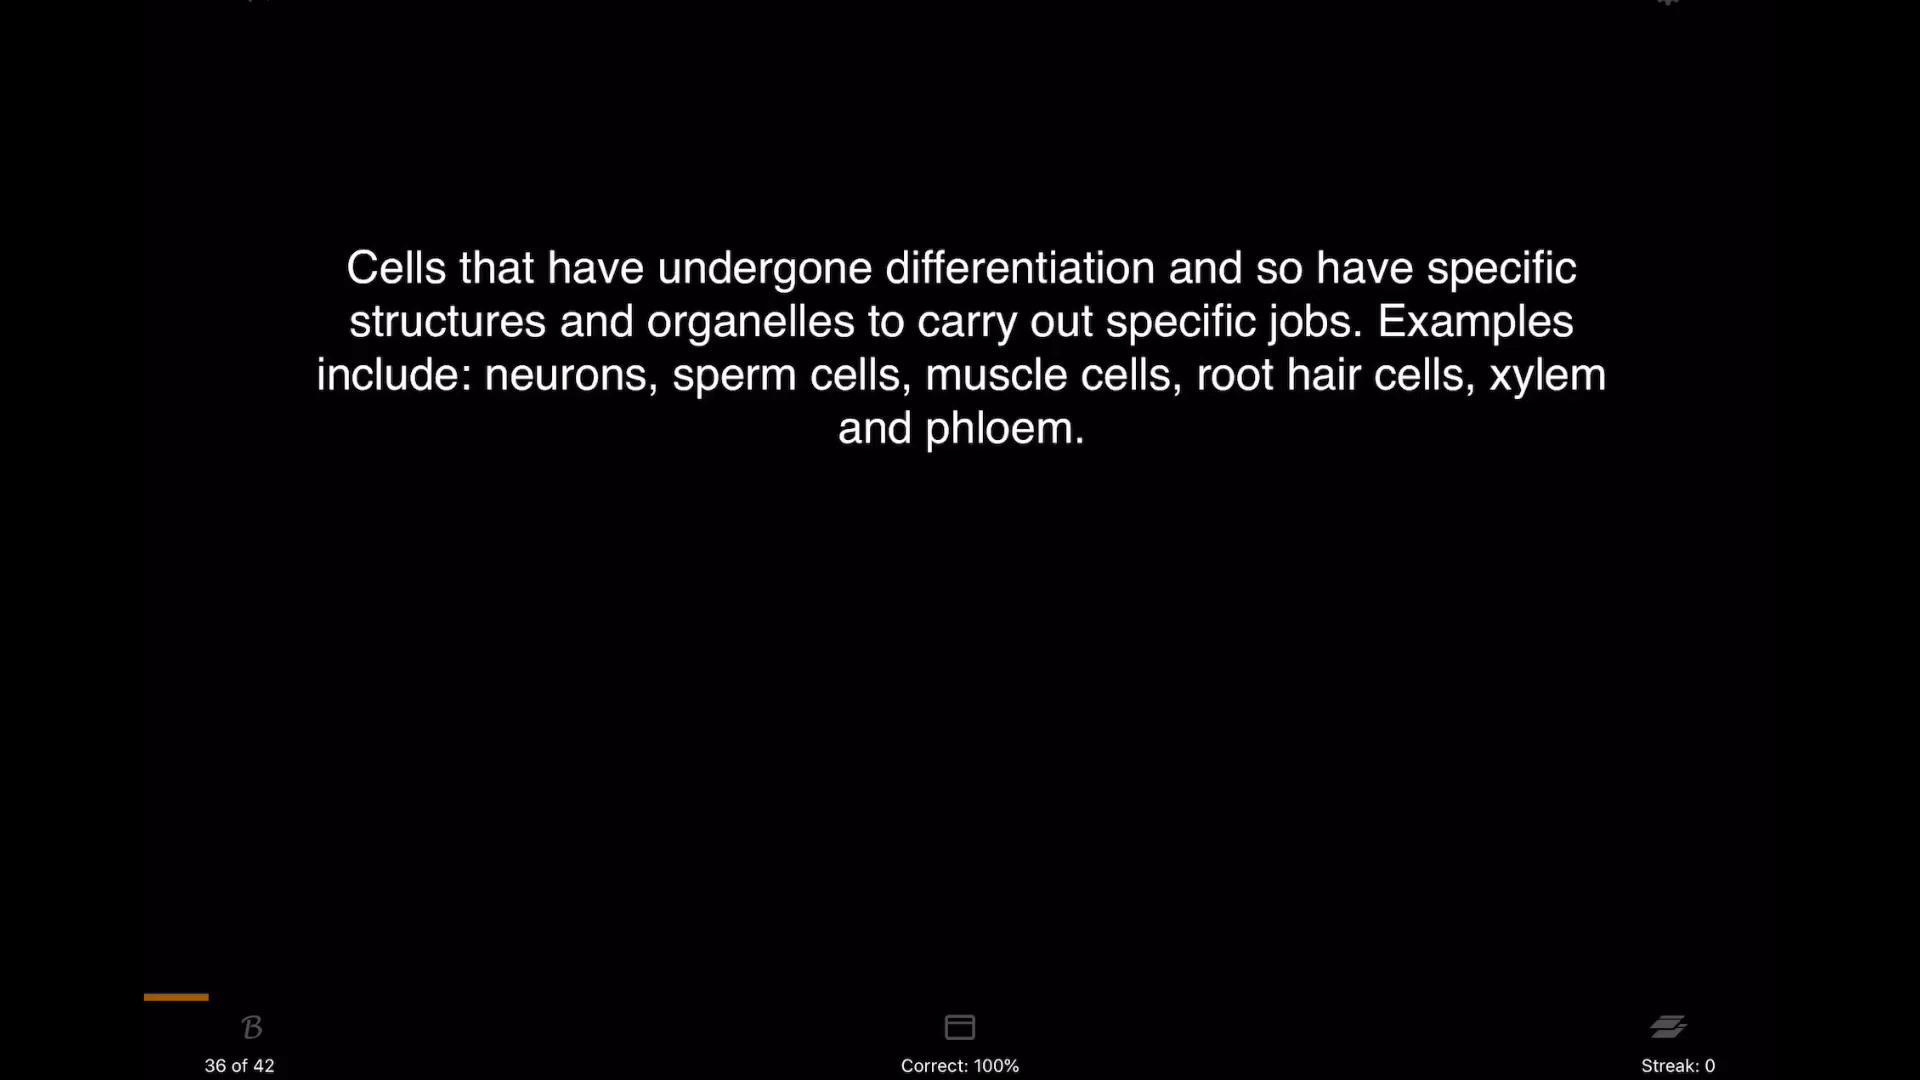 Cells that have undergone differentiation and so have specific
structures and organelles to carry out specific jobs. Examples
include: neurons, sperm cells, muscle cells, root hair cells, xylem
and phloem.
B
36 of 42
Correct: 100%
Streak: 0